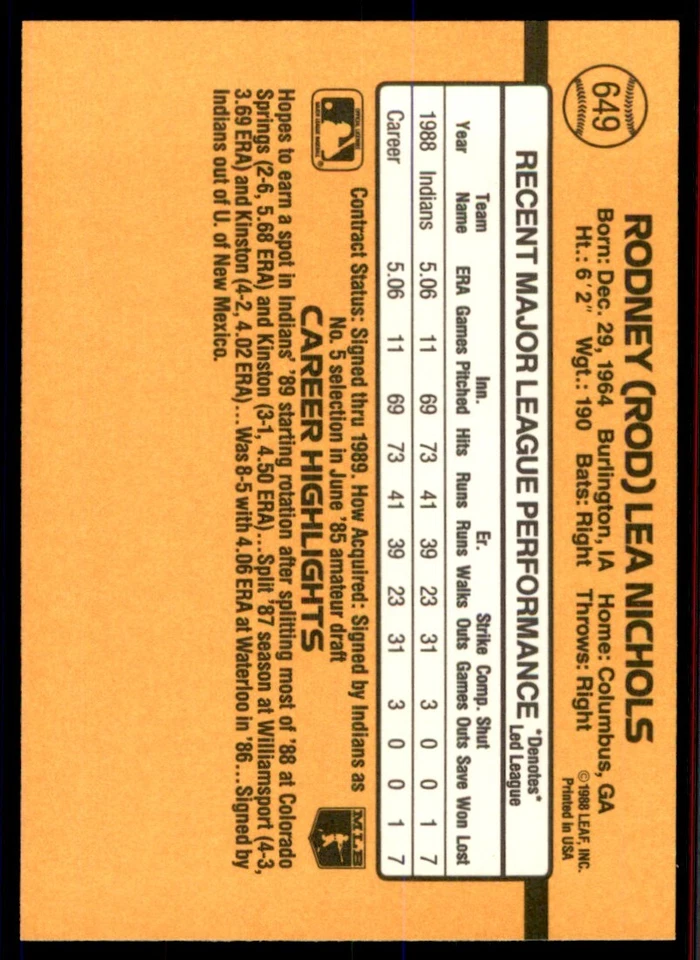 649
RODNEY (ROD) LEA NICHOLS
Born: Dec. 29, 1964 Burlington, IA Home: Columbus, GA
Ht.: 6'2" Wgt.: 190 Bats: Right Throws: Right
©1988 LEAF, INC.
Printed in USA
RECENT MAJOR LEAGUE PERFORMANCE *Denotes*
Led League
Team Inn. Er. Strike Comp. Shut
Year Name ERA Games Pitched Hits Runs Runs Walks Outs Games Outs Save Won Lost
1988 Indians 5.06 11 69 73 41 39 23 31 3 0 0 1 7
Career 5.06 11 69 73 41 39 23 31 3 0 0 1 7
OFFICIAL LICENSEE
MAJOR LEAGUE BASEBALL
MLB
Contract Status: Signed thru 1989. How Acquired: Signed by Indians as
No. 5 selection in June '85 amateur draft
CAREER HIGHLIGHTS
Hopes to earn a spot in Indians' '89 starting rotation after splitting most of '88 at Colorado
Springs (2-6, 5.68 ERA) and Kinston (3-1, 4.50 ERA)...Split '87 season at Williamsport (4-3,
3.69 ERA) and Kinston (4-2, 4.02 ERA)...Was 8-5 with 4.06 ERA at Waterloo in '86...Signed by
Indians out of U. of New Mexico.